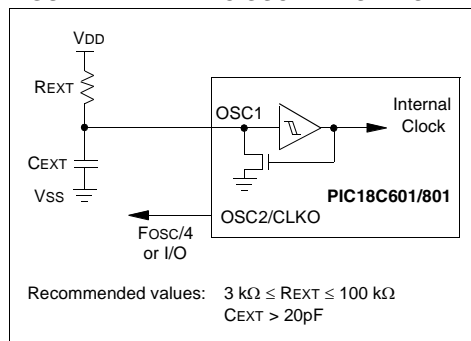 VDD
REXT
OSC1
Internal
Clock
CEXT
VSS
PIC18C601/801
OSC2/CLKO
FOSC/4
or I/O
Recommended values: 3 kΩ ≤ REXT ≤ 100 kΩ
CEXT > 20pF